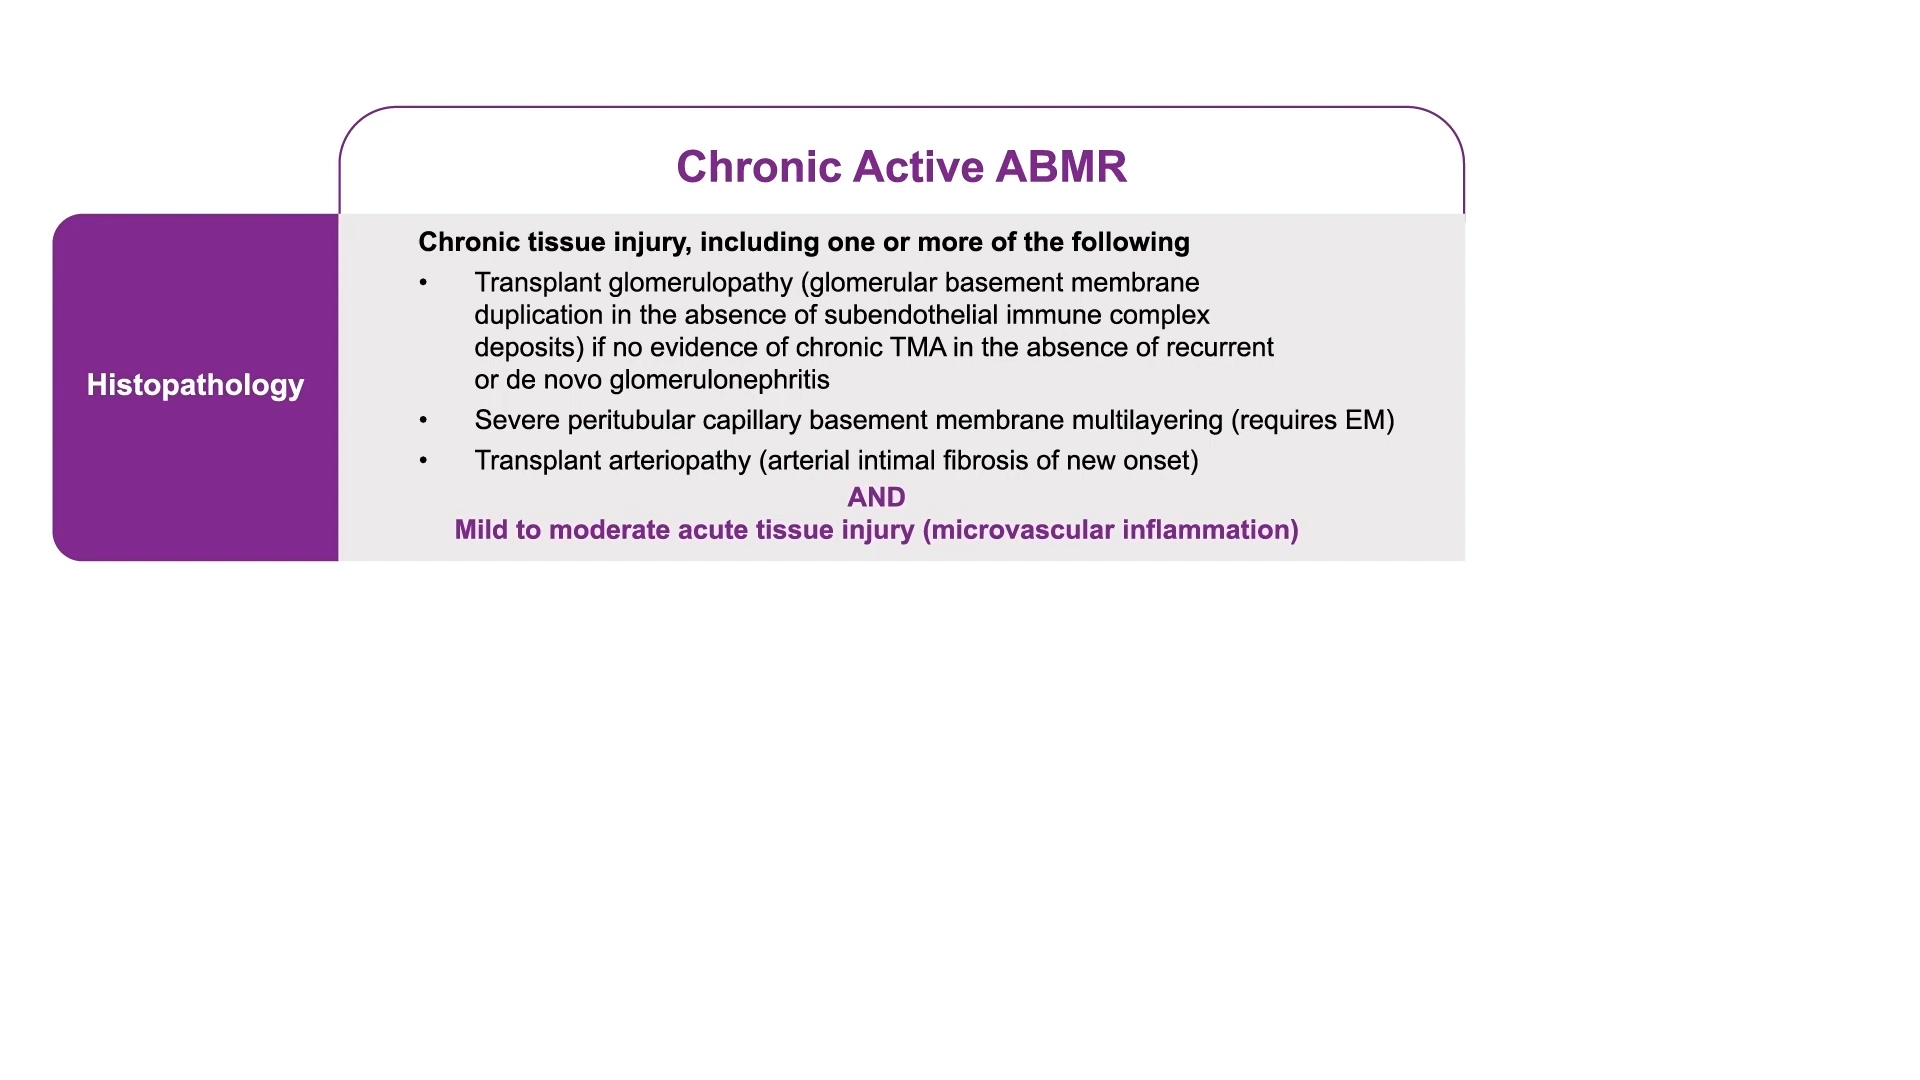 Chronic Active ABMR
Histopathology
Chronic tissue injury, including one or more of the following
• Transplant glomerulopathy (glomerular basement membrane
duplication in the absence of subendothelial immune complex
deposits) if no evidence of chronic TMA in the absence of recurrent
or de novo glomerulonephritis
• Severe peritubular capillary basement membrane multilayering (requires EM)
• Transplant arteriopathy (arterial intimal fibrosis of new onset)
AND
Mild to moderate acute tissue injury (microvascular inflammation)